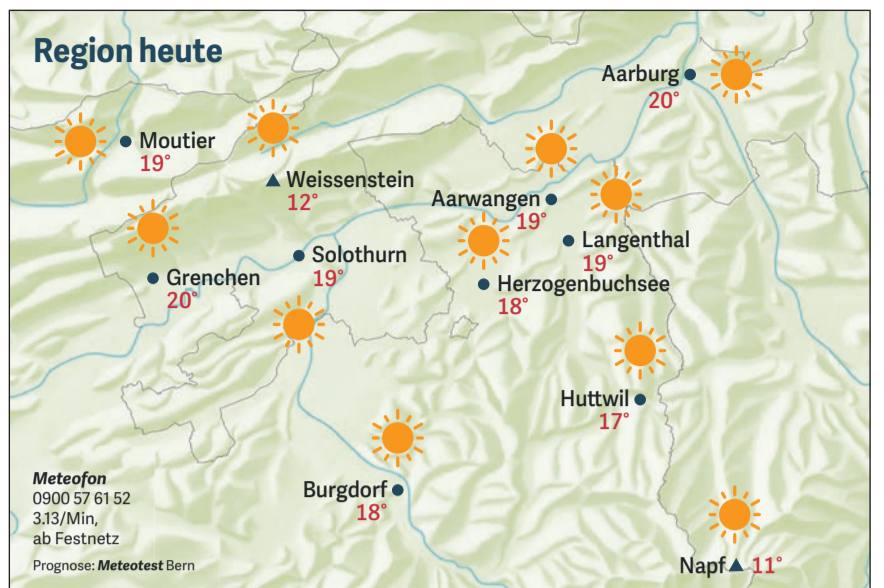 Region heute
Aarburg
20°
Moutier
19°
Weissenstein
12°
Aarwangen
19°
Langenthal
19°
Solothurn
19°
Grenchen
20°
Herzogenbuchsee
18°
Huttwil
17°
Burgdorf
18°
Napf 11°
Meteofon
0900 57 61 52
3.13/Min,
ab Festnetz
Prognose: Meteotest Bern